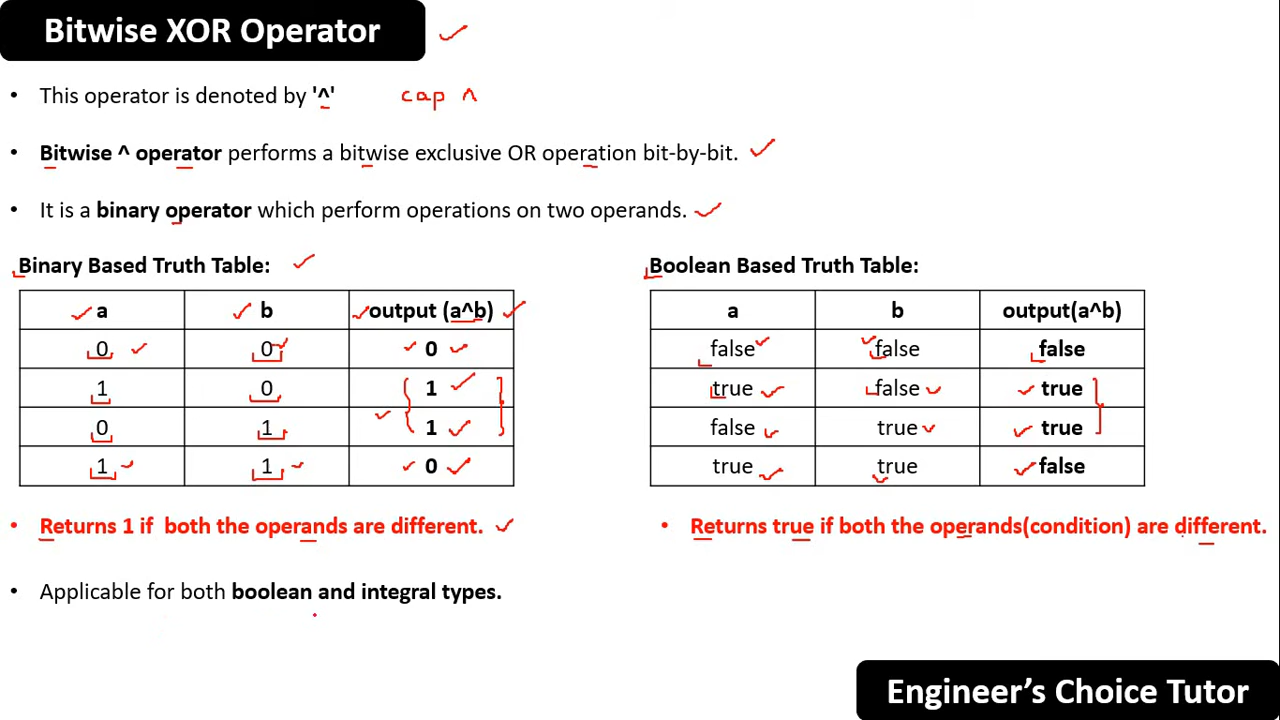 Bitwise XOR Operator
• This operator is denoted by '^' cap ^
• Bitwise ^ operator performs a bitwise exclusive OR operation bit-by-bit.
• It is a binary operator which perform operations on two operands.
Binary Based Truth Table:
a b output (a^b)
0 0 0
1 0 1
0 1 1
1 1 0
• Returns 1 if both the operands are different.
Boolean Based Truth Table:
a b output(a^b)
false false false
true false true
false true true
true true false
• Returns true if both the operands(condition) are different.
• Applicable for both boolean and integral types.
Engineer’s Choice Tutor